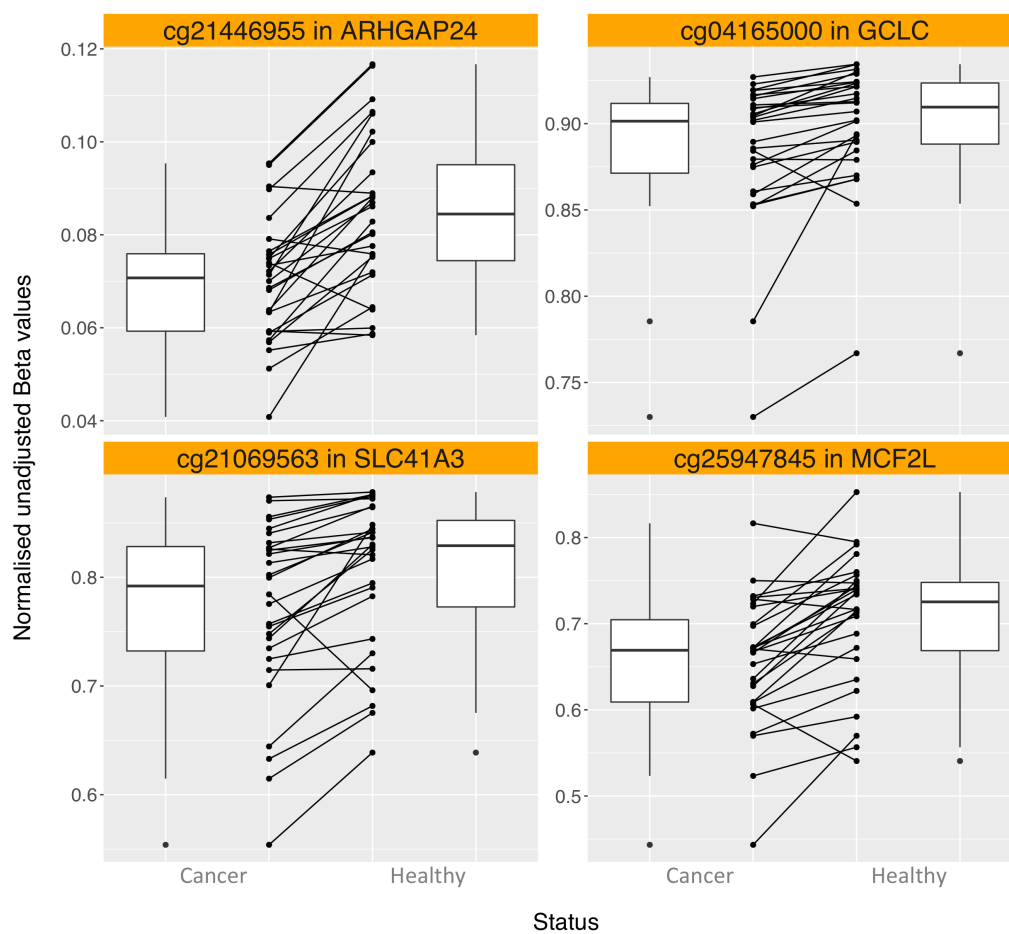 cg21446955 in ARHGAP24
cg04165000 in GCLC
0.12
0.10
0.08
0.06
0.04
0.90
0.85
0.80
0.75
cg21069563 in SLC41A3
cg25947845 in MCF2L
0.8
0.7
0.6
0.8
0.7
0.6
0.5
Normalised unadjusted Beta values
Cancer Healthy
Cancer Healthy
Status